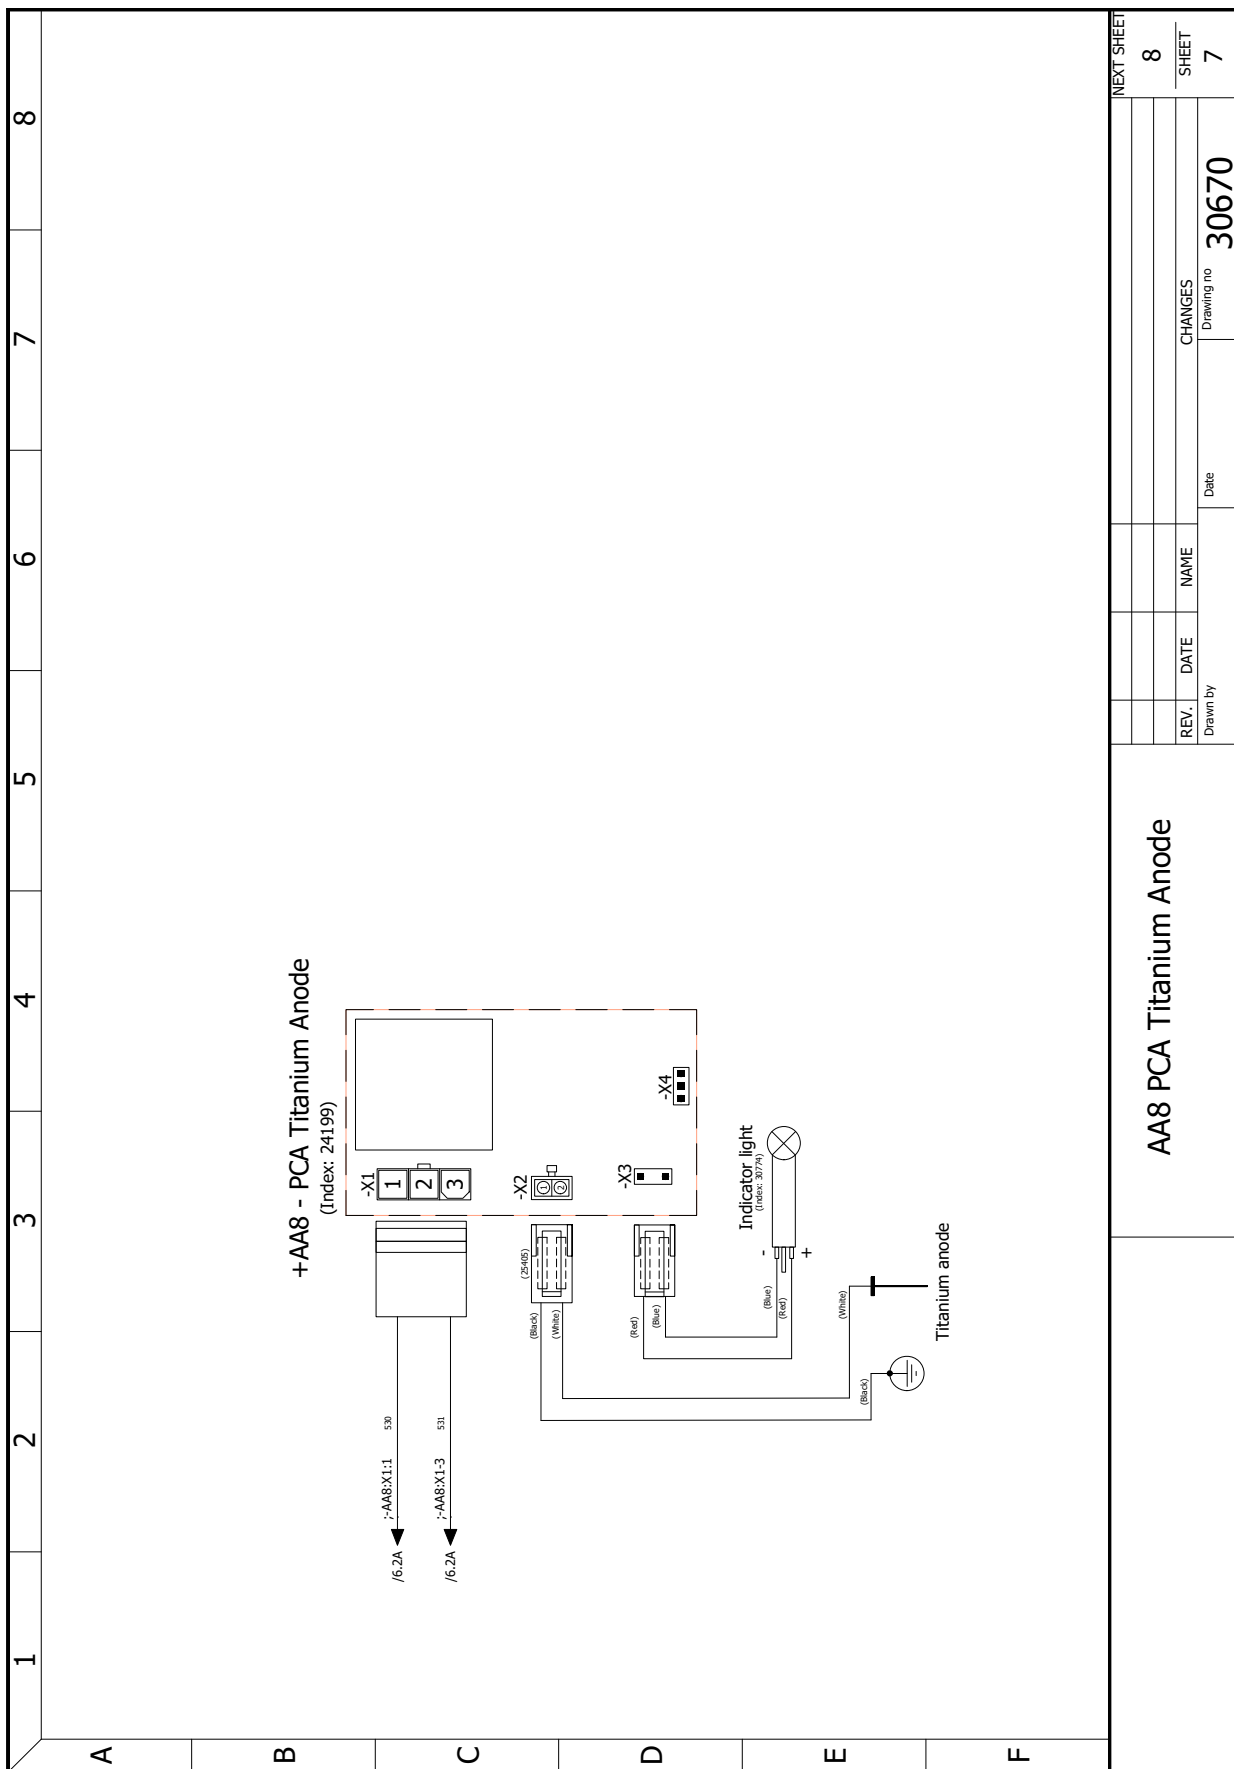 1
2
3
4
5
6
7
8
A
B
C
D
E
F
+AA8 - PCA Titanium Anode
(Index: 24199)
/6.2A
;-AA8:X1:1
530
-X1
1
2
3
/6.2A
;-AA8:X1-3
531
-X2
1
2
(25405)
(Black)
(White)
-X3
-X4
(Red)
(Blue)
Indicator light
(Index: 30774)
-
+
(Blue)
(Red)
(White)
(Black)
Titanium anode
AA8 PCA Titanium Anode
REV.
DATE
NAME
CHANGES
Drawn by
Date
Drawing no
30670
NEXT SHEET
8
SHEET
7